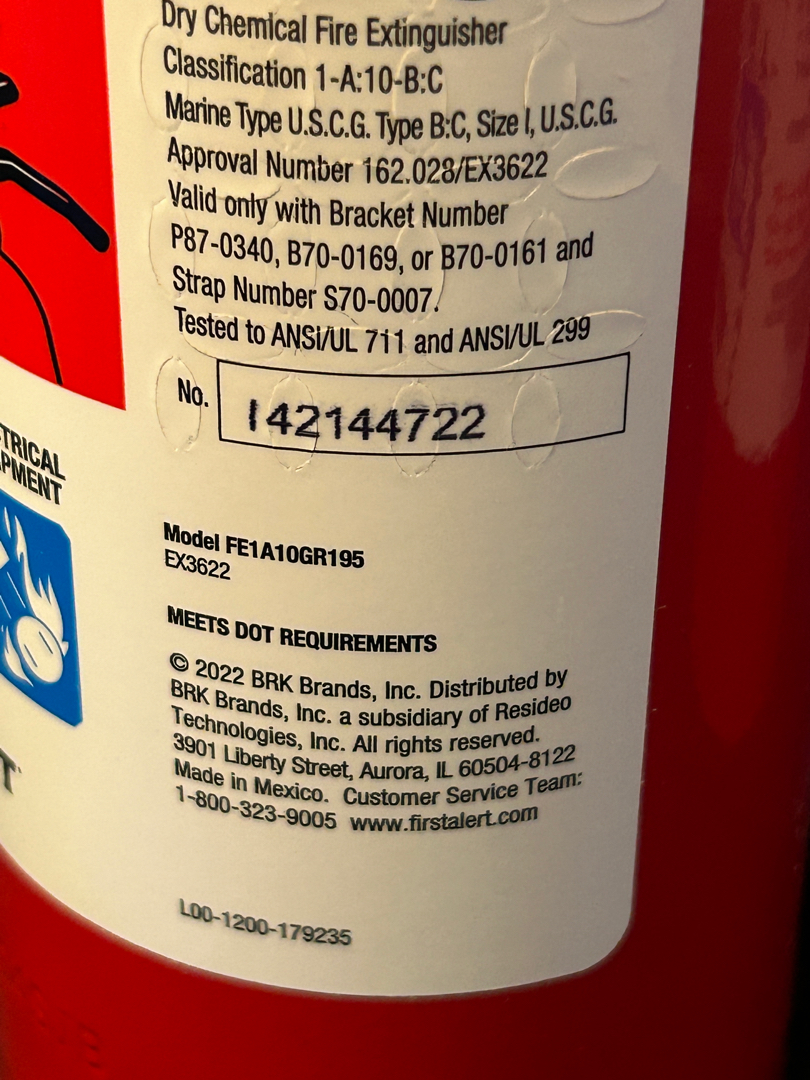 Dry Chemical Fire Extinguisher
Classification 1-A:10-B:C
Marine Type U.S.C.G. Type B:C, Size I, U.S.C.G.
Approval Number 162.028/EX3622
Valid only with Bracket Number
P87-0340, B70-0169, or B70-0161 and
Strap Number S70-0007.
Tested to ANSI/UL 711 and ANSI/UL 299
No. 142144722
TRICAL
PMENT
Model FE1A10GR195
EX3622
MEETS DOT REQUIREMENTS
© 2022 BRK Brands, Inc. Distributed by
BRK Brands, Inc. a subsidiary of Resideo
Technologies, Inc. All rights reserved.
3901 Liberty Street, Aurora, IL 60504-8122
Made in Mexico. Customer Service Team:
1-800-323-9005 www.firstalert.com
T
L00-1200-179235